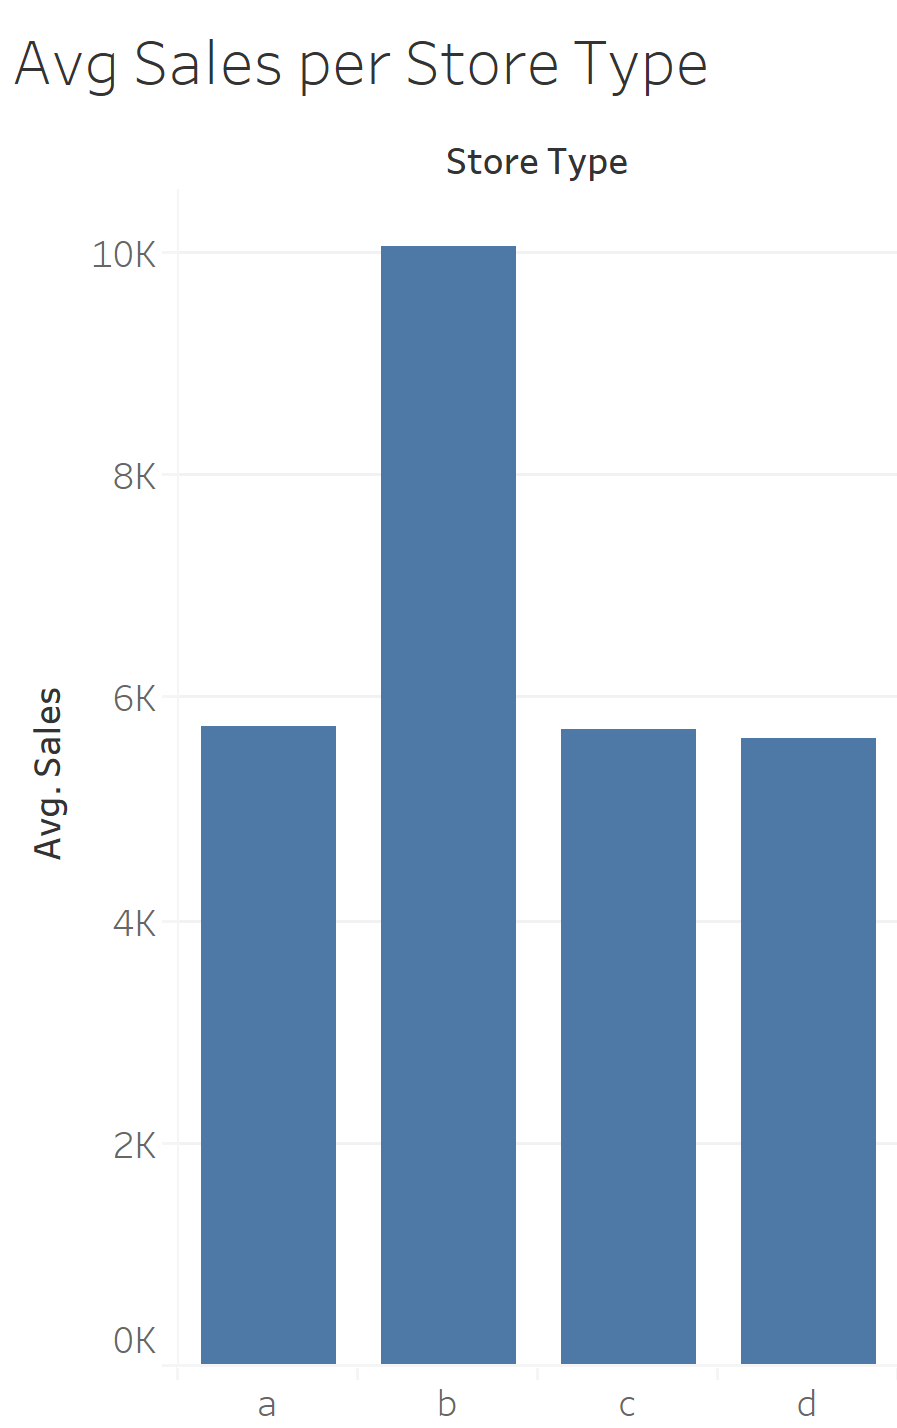 Avg Sales per Store Type
Store Type
10K
8K
6K
4K
2K
0K
Avg. Sales
a b c d